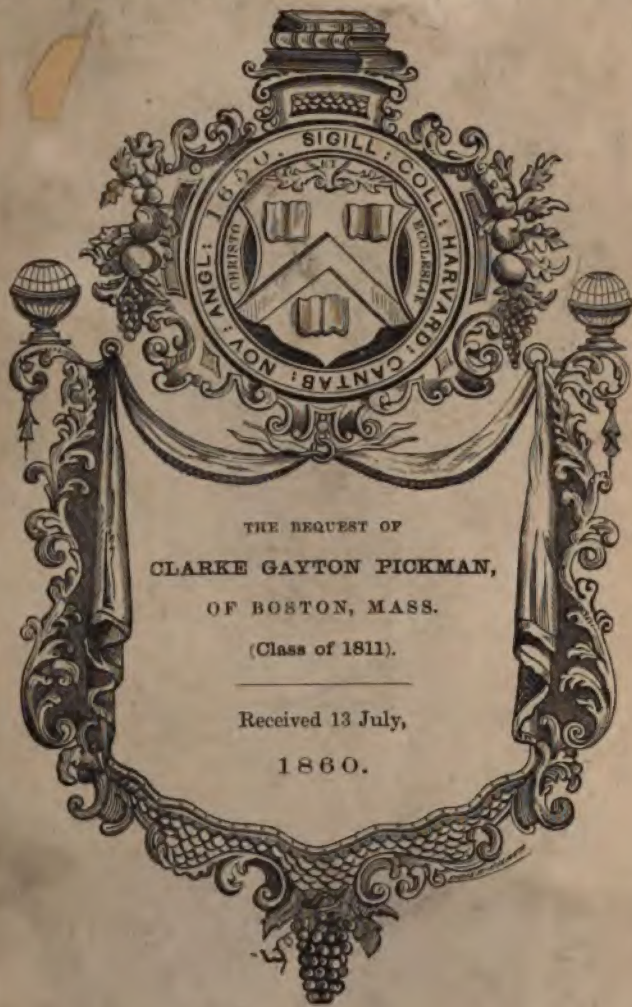 SIGILL : COLL : HARVARD : CANTAB : NOV : ANGL : 1650.
CHRISTO
ET
ECCLESIAE
THE BEQUEST OF
CLARKE GAYTON PICKMAN,
OF BOSTON, MASS.
(Class of 1811).
Received 13 July,
1860.